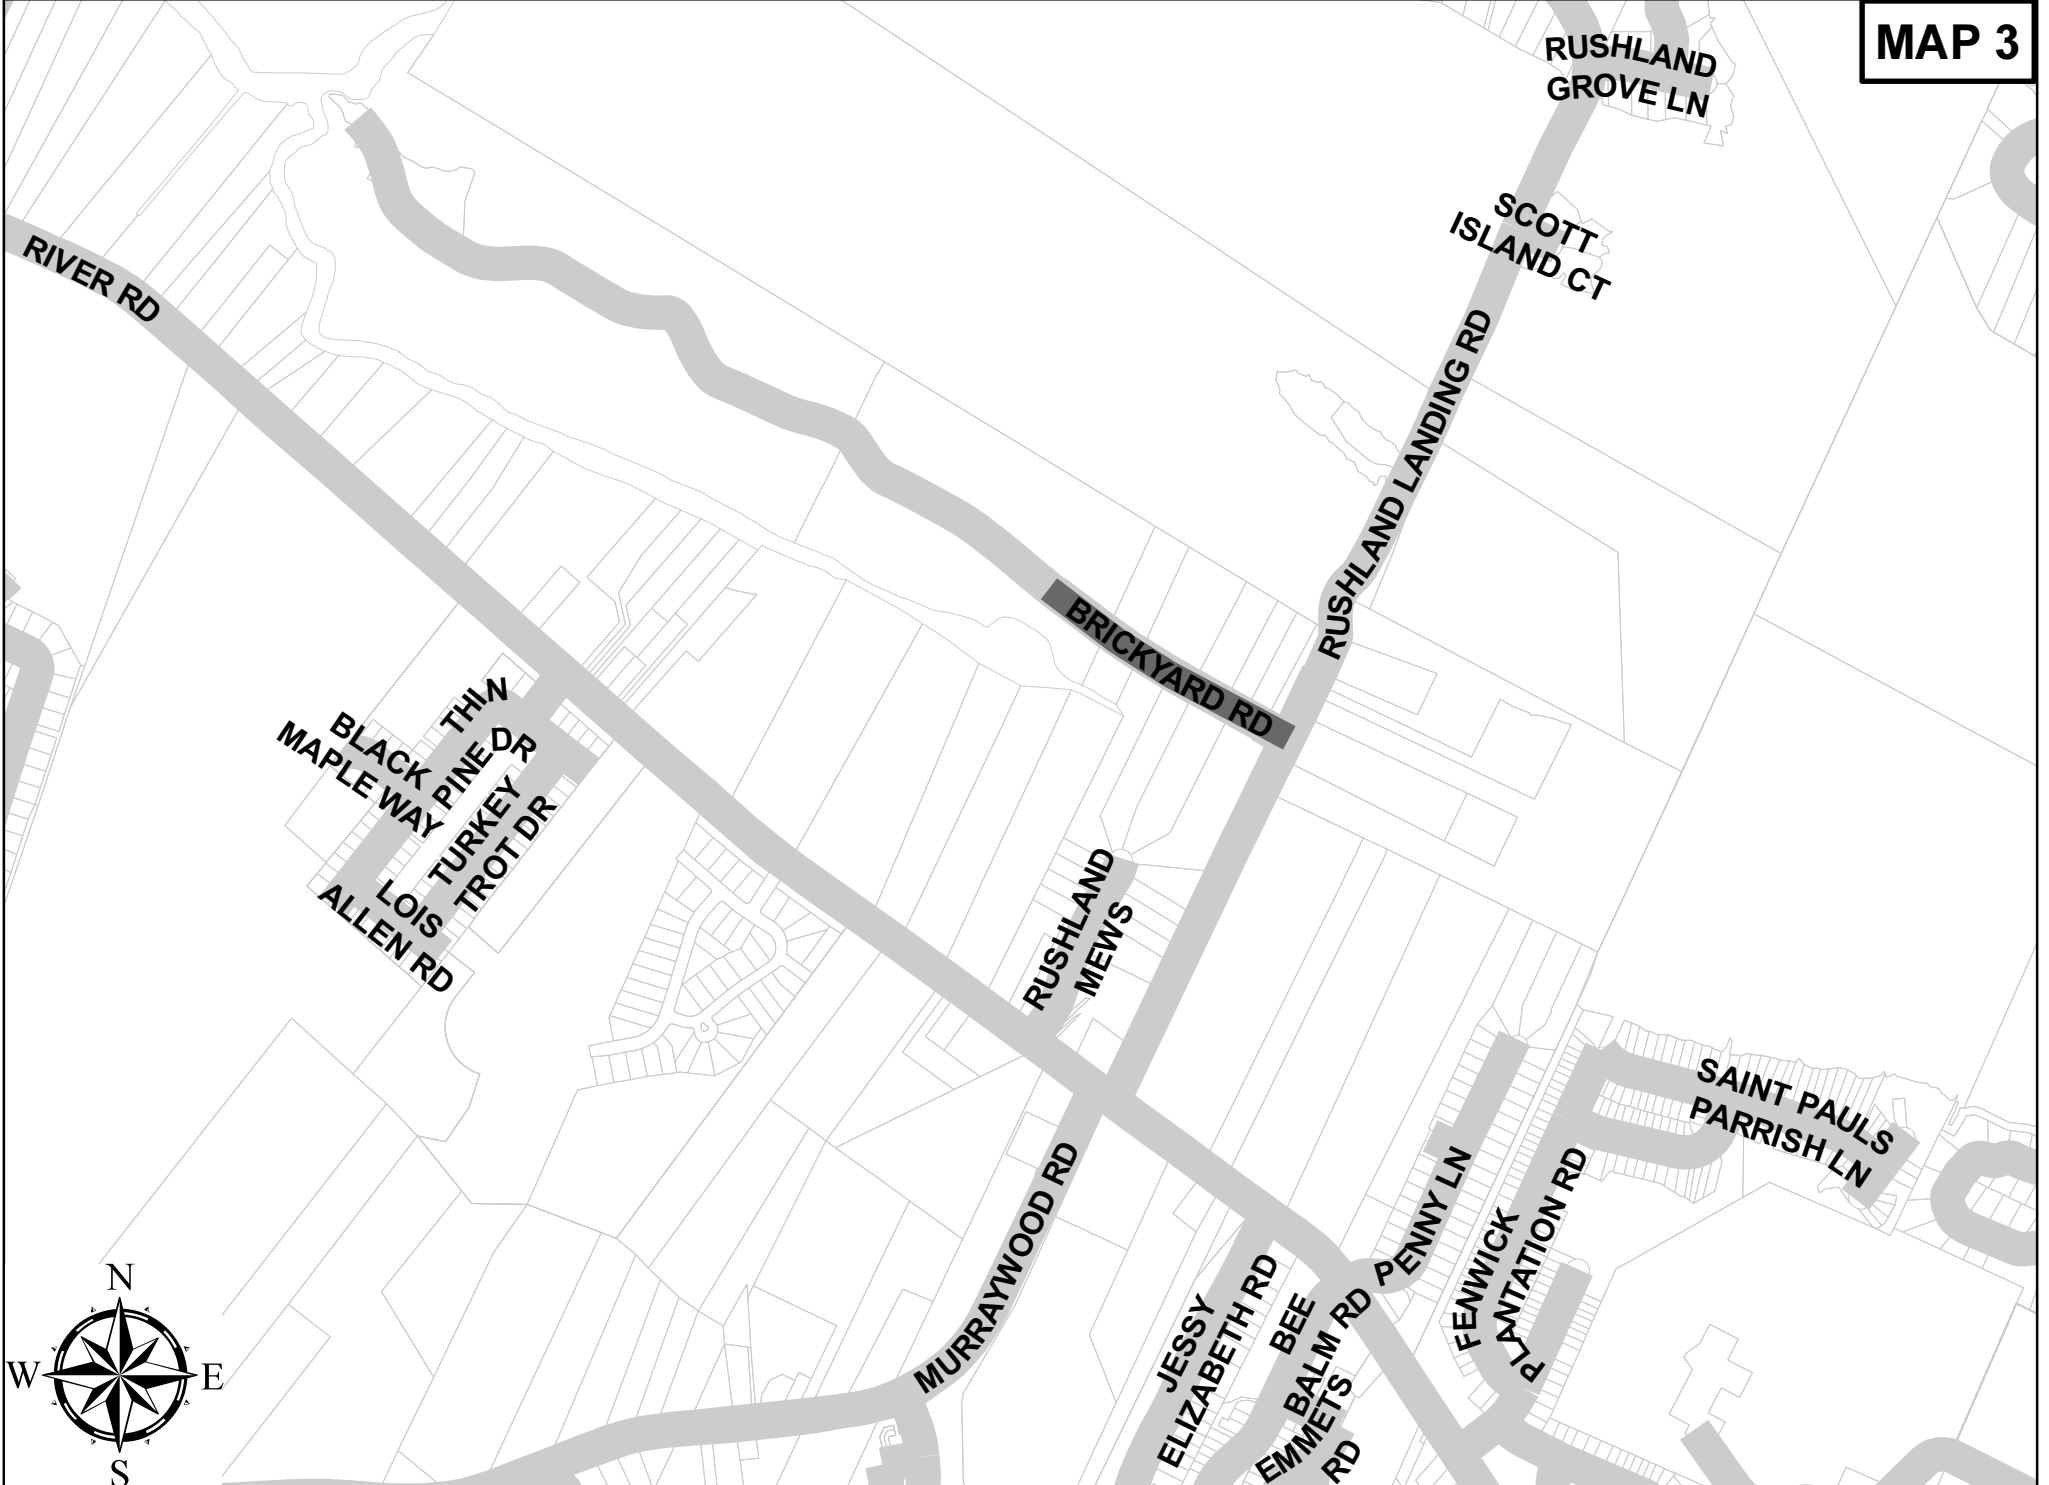 MAP 3
RUSHLAND
GROVE LN
SCOTT
ISLAND CT
RIVER RD
RUSHLAND LANDING RD
BRICKYARD RD
THIN
PINE DR
BLACK
MAPLE WAY
TURKEY
TROT DR
LOIS
ALLEN RD
RUSHLAND
MEWS
SAINT PAULS
PARRISH LN
MURRAYWOOD RD
PENNY LN
FENWICK
PLANTATION RD
JESSY
ELIZABETH RD
BEE
BALM RD
EMMETS
RD
N
W E
S